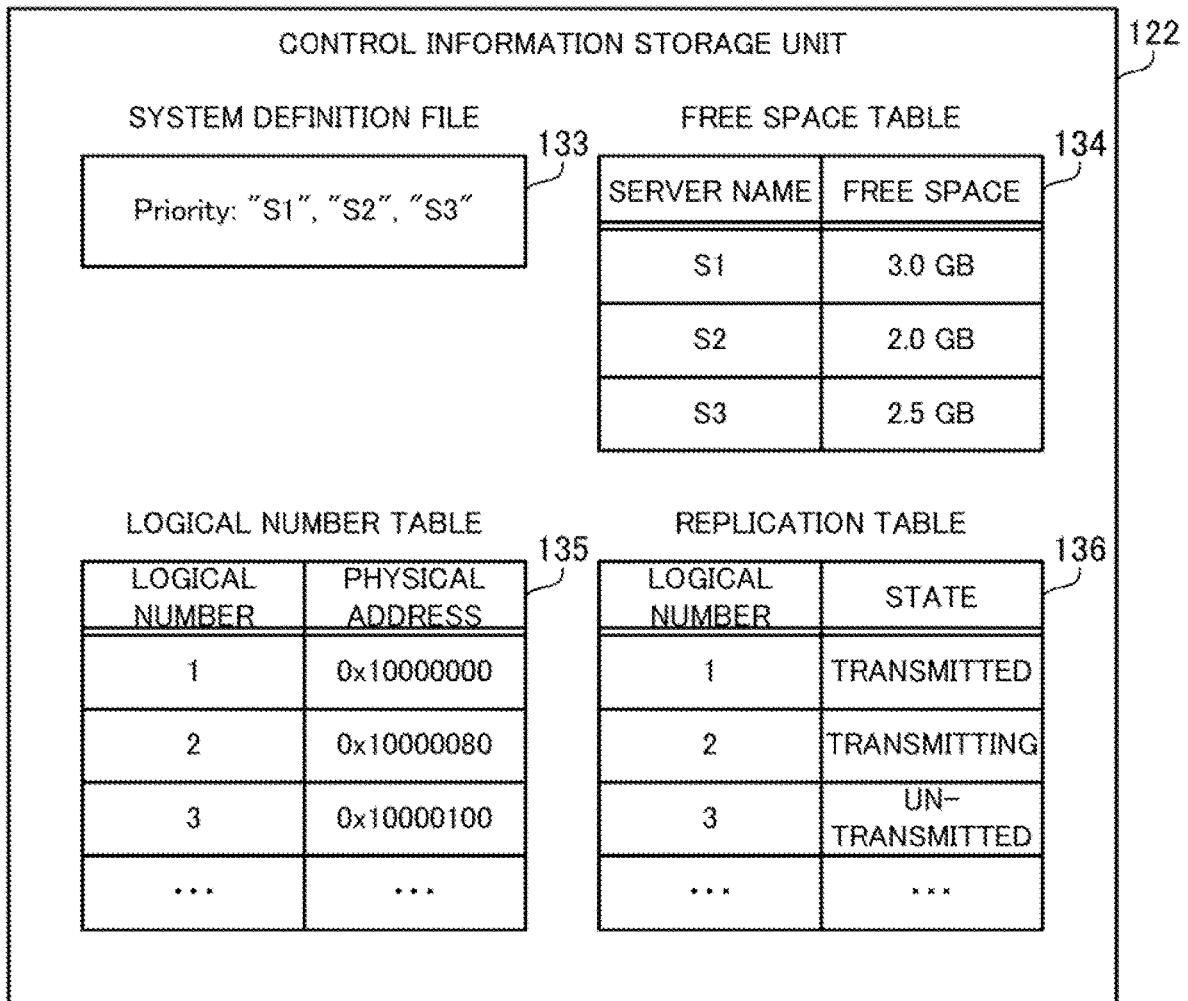 CONTROL INFORMATION STORAGE UNIT
122
SYSTEM DEFINITION FILE
133
Priority: "S1", "S2", "S3"
FREE SPACE TABLE
134
SERVER NAME FREE SPACE
S1 3.0 GB
S2 2.0 GB
S3 2.5 GB
LOGICAL NUMBER TABLE
135
LOGICAL PHYSICAL
NUMBER ADDRESS
1 0x10000000
2 0x10000080
3 0x10000100
... ...
REPLICATION TABLE
136
LOGICAL
NUMBER STATE
1 TRANSMITTED
2 TRANSMITTING
3 UN-
TRANSMITTED
... ...